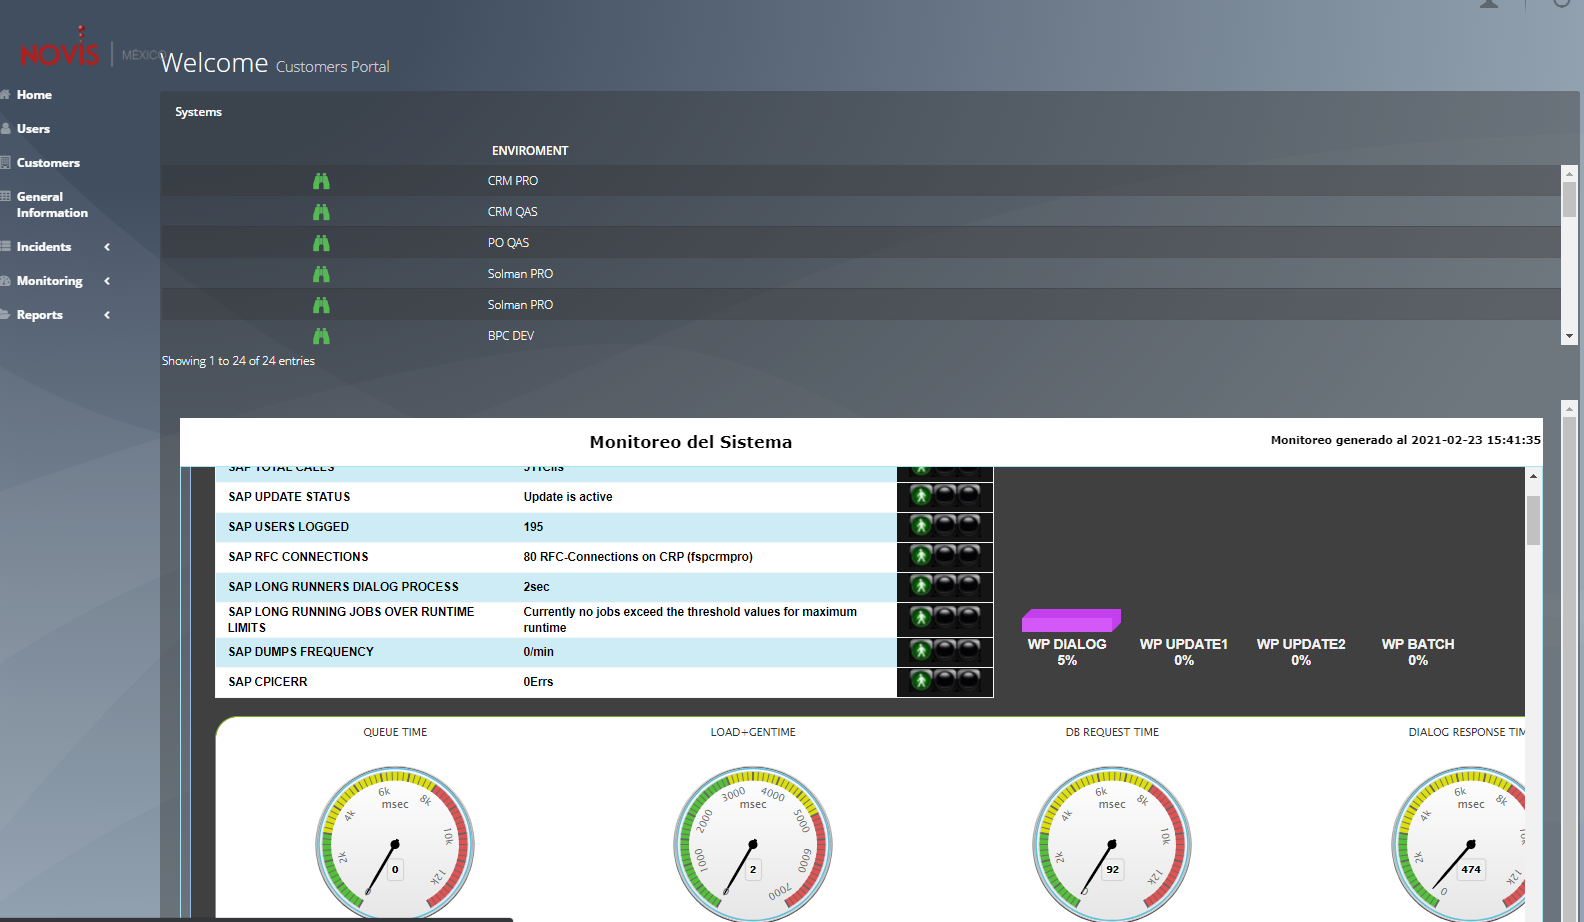 NOVIS | MÉXICO
Welcome Customers Portal
Home
Users
Customers
General
Information
Incidents
Monitoring
Reports
Systems
ENVIROMENT
CRM PRO
CRM QAS
PO QAS
Solman PRO
Solman PRO
BPC DEV
Showing 1 to 24 of 24 entries
Monitoreo del Sistema
Monitoreo generado al 2021-02-23 15:41:35
SAP TOTAL CALLS
SAP UPDATE STATUS Update is active
SAP USERS LOGGED 195
SAP RFC CONNECTIONS 80 RFC-Connections on CRP (fspcrmpro)
SAP LONG RUNNERS DIALOG PROCESS 2sec
SAP LONG RUNNING JOBS OVER RUNTIME
LIMITS
Currently no jobs exceed the threshold values for maximum
runtime
SAP DUMPS FREQUENCY 0/min
SAP CPICERR 0Errs
WP DIALOG
5%
WP UPDATE1
0%
WP UPDATE2
0%
WP BATCH
0%
QUEUE TIME
0 2k 4k 6k 8k 10k 12k
msec
0
LOAD+GENTIME
0 1000 2000 3000 4000 5000 6000 7000
msec
2
DB REQUEST TIME
0 2k 4k 6k 8k 10k 12k
msec
92
DIALOG RESPONSE TIM
0 2k 4k 6k 8k 12k
msec
474